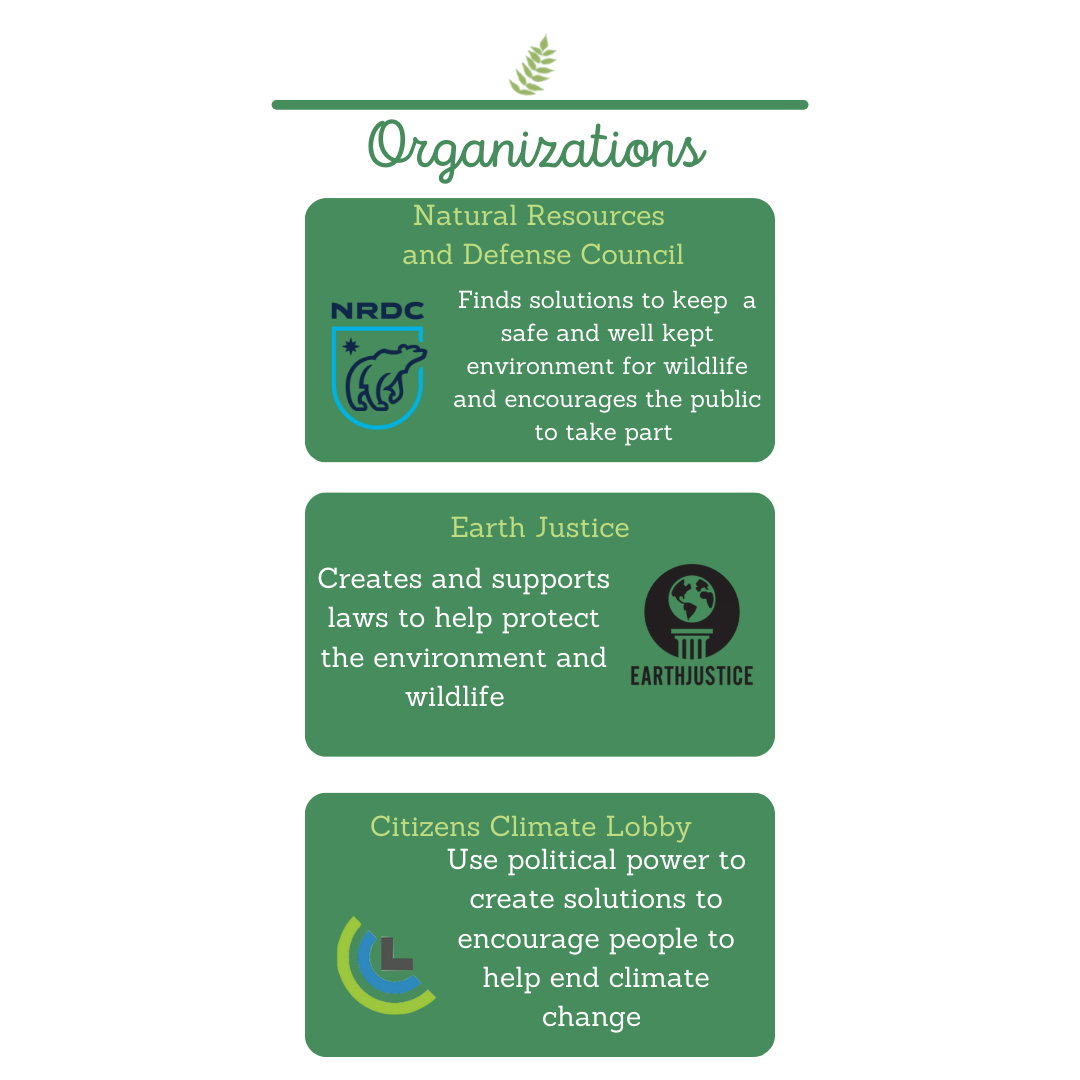 Organizations
Natural Resources
and Defense Council
NRDC
Finds solutions to keep  a
safe and well kept
environment for wildlife
and encourages the public
to take part
Earth Justice
Creates and supports
laws to help protect
the environment and
wildlife
EARTHJUSTICE
Citizens Climate Lobby
Use political power to
create solutions to
encourage people to
help end climate
change